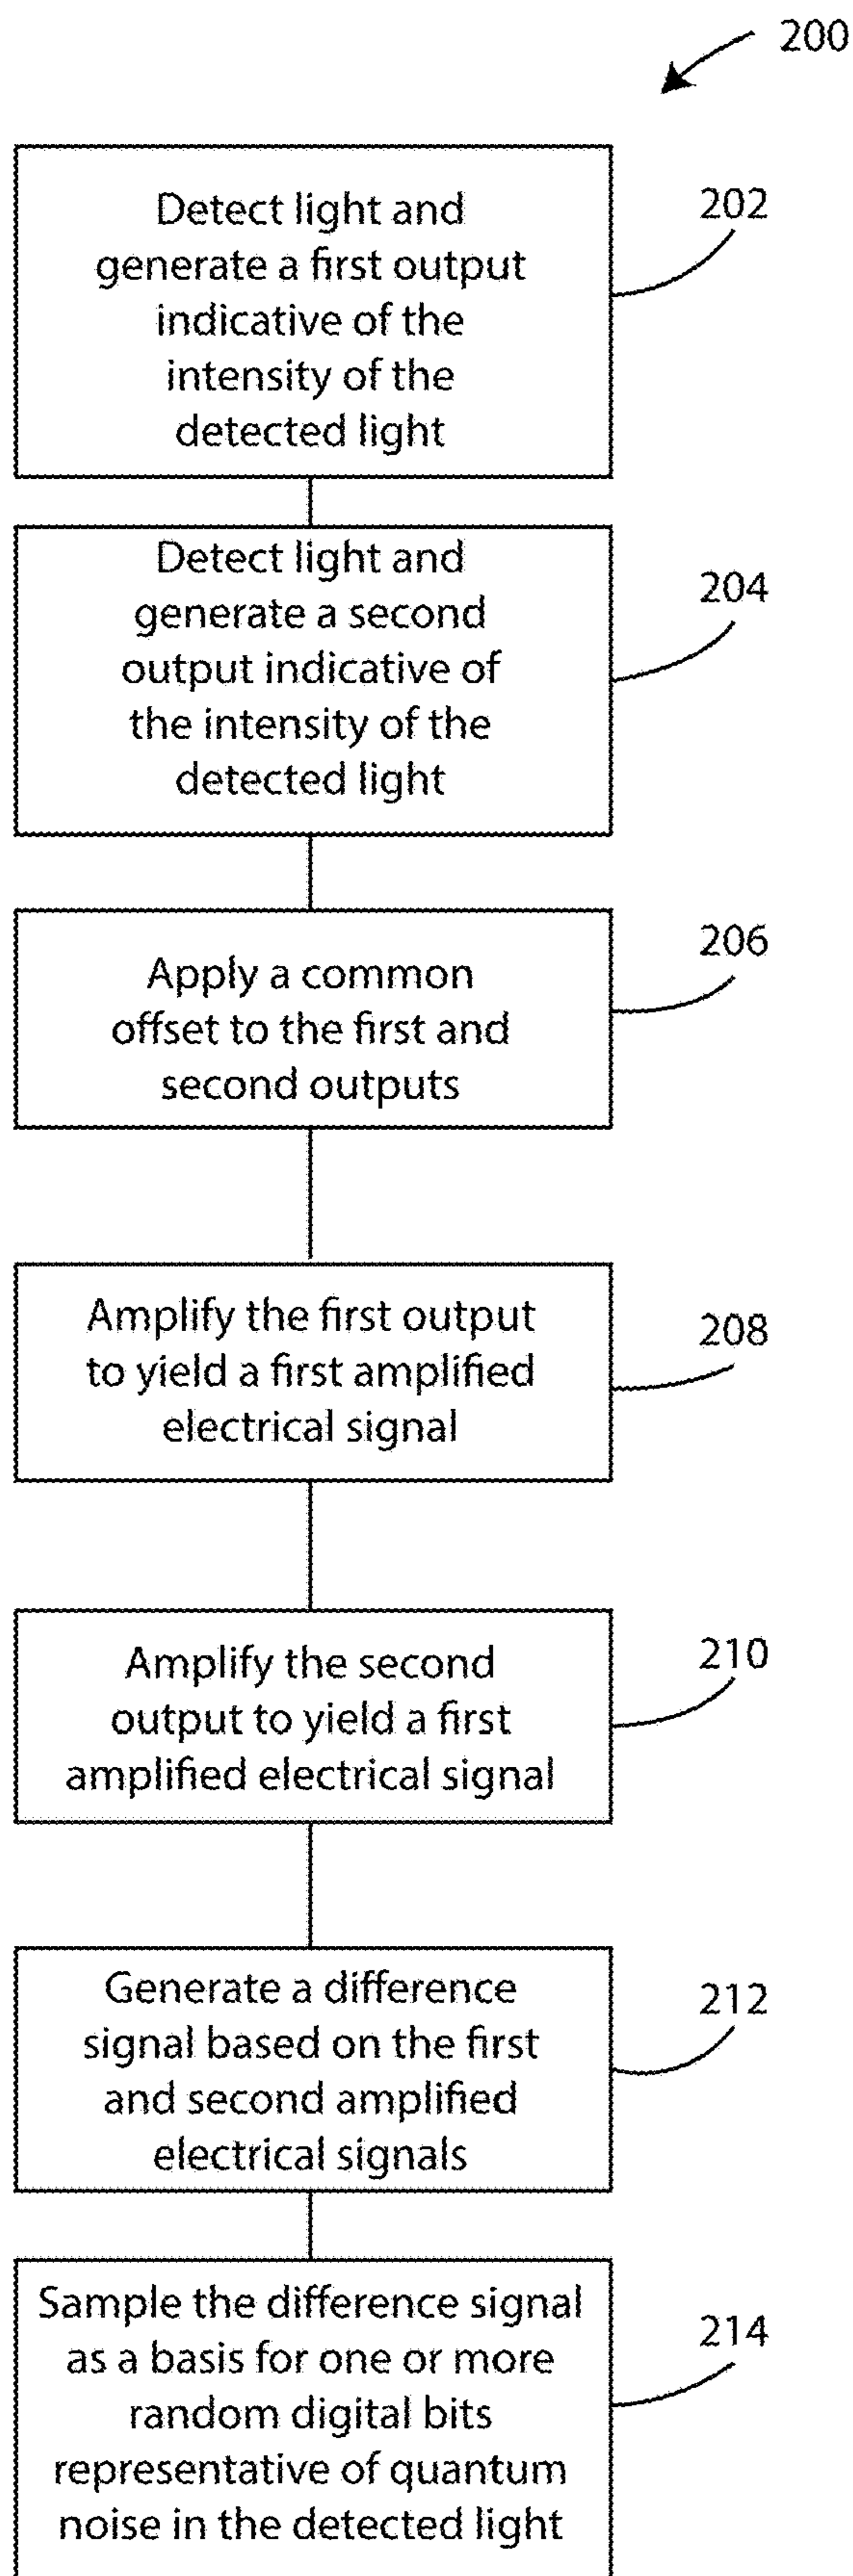 200
Detect light and
generate a first output
indicative of the
intensity of the
detected light
202
Detect light and
generate a second
output indicative of
the intensity of the
detected light
204
Apply a common
offset to the first and
second outputs
206
Amplify the first output
to yield a first amplified
electrical signal
208
Amplify the second
output to yield a first
amplified electrical signal
210
Generate a difference
signal based on the first
and second amplified
electrical signals
212
Sample the difference signal
as a basis for one or more
random digital bits
representative of quantum
noise in the detected light
214